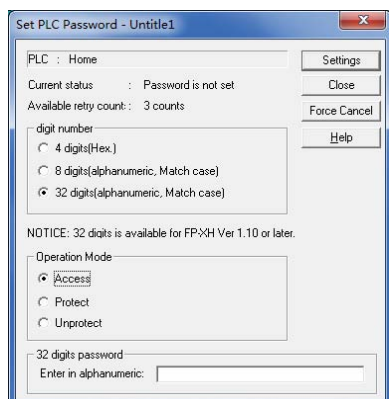 Set PLC Password - Untitle1
PLC : Home
Settings
Current status : Password is not set
Close
Available retry count: : 3 counts
Force Cancel
digit number
Help
4 digits(Hex.)
8 digits(alphanumeric, Match case)
32 digits(alphanumeric, Match case)
NOTICE: 32 digits is available for FP-XH Ver 1.10 or later.
Operation Mode
Access
Protect
Unprotect
32 digits password
Enter in alphanumeric: